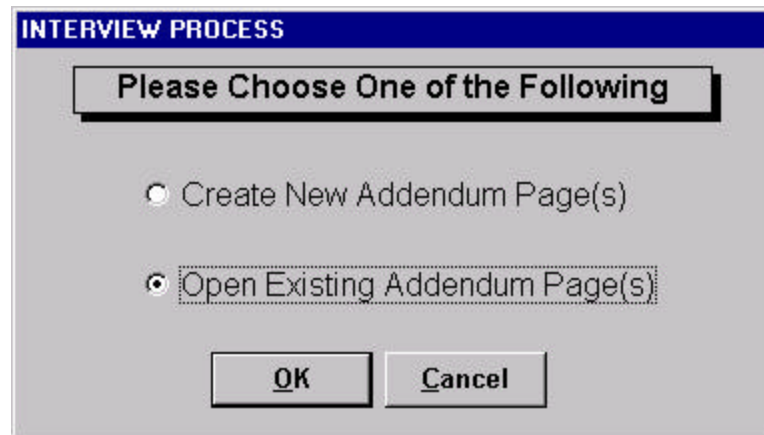 INTERVIEW PROCESS
Please Choose One of the Following
Create New Addendum Page(s)
Open Existing Addendum Page(s)
OK Cancel